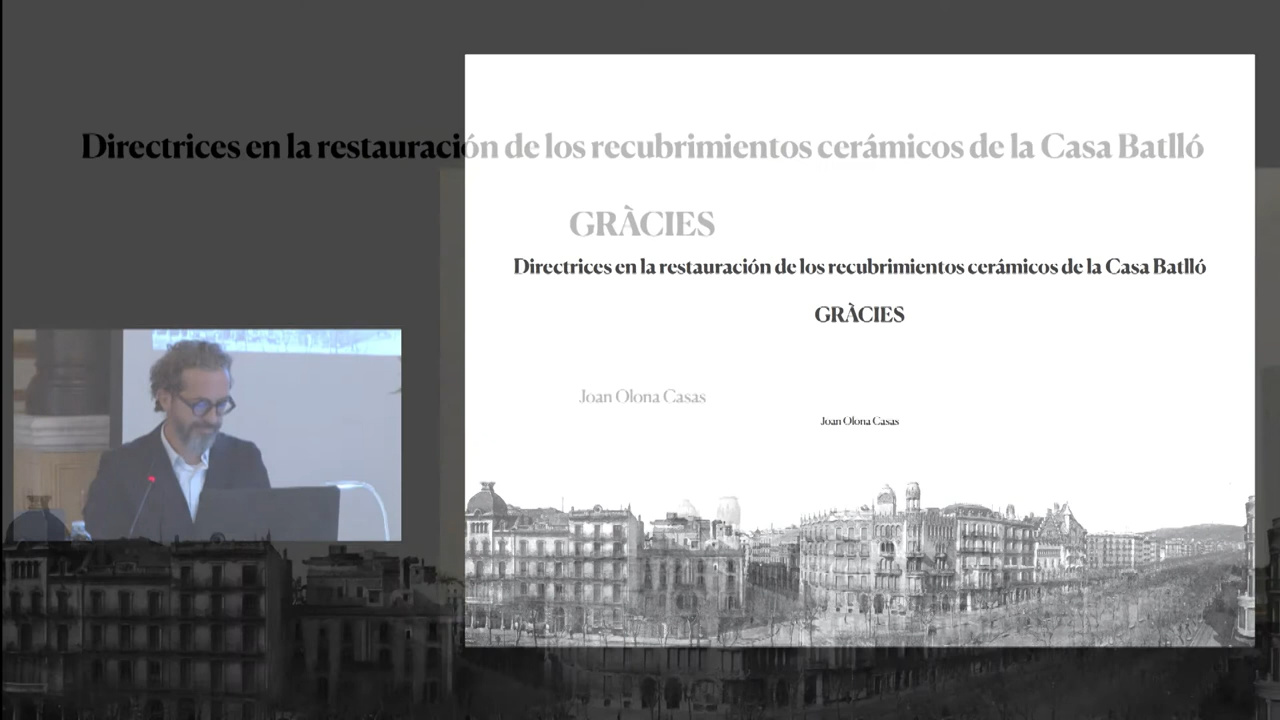 Directrices en la restauración de los recubrimientos cerámicos de la Casa Batlló
GRÀCIES
Directrices en la restauración de los recubrimientos cerámicos de la Casa Batlló
GRÀCIES
Joan Olona Casas
Joan Olona Casas